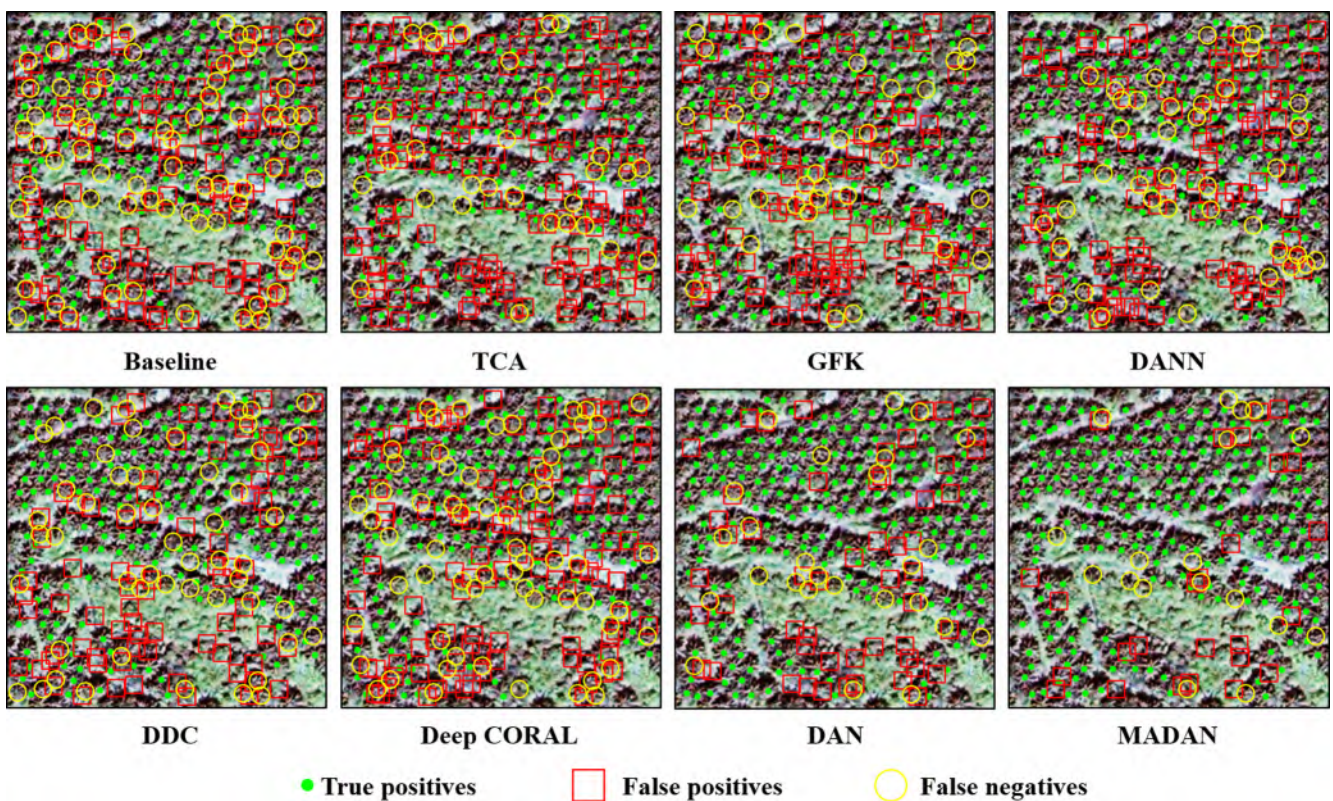 Baseline
TCA
GFK
DANN
DDC
Deep CORAL
DAN
MADAN
True positives
False positives
False negatives